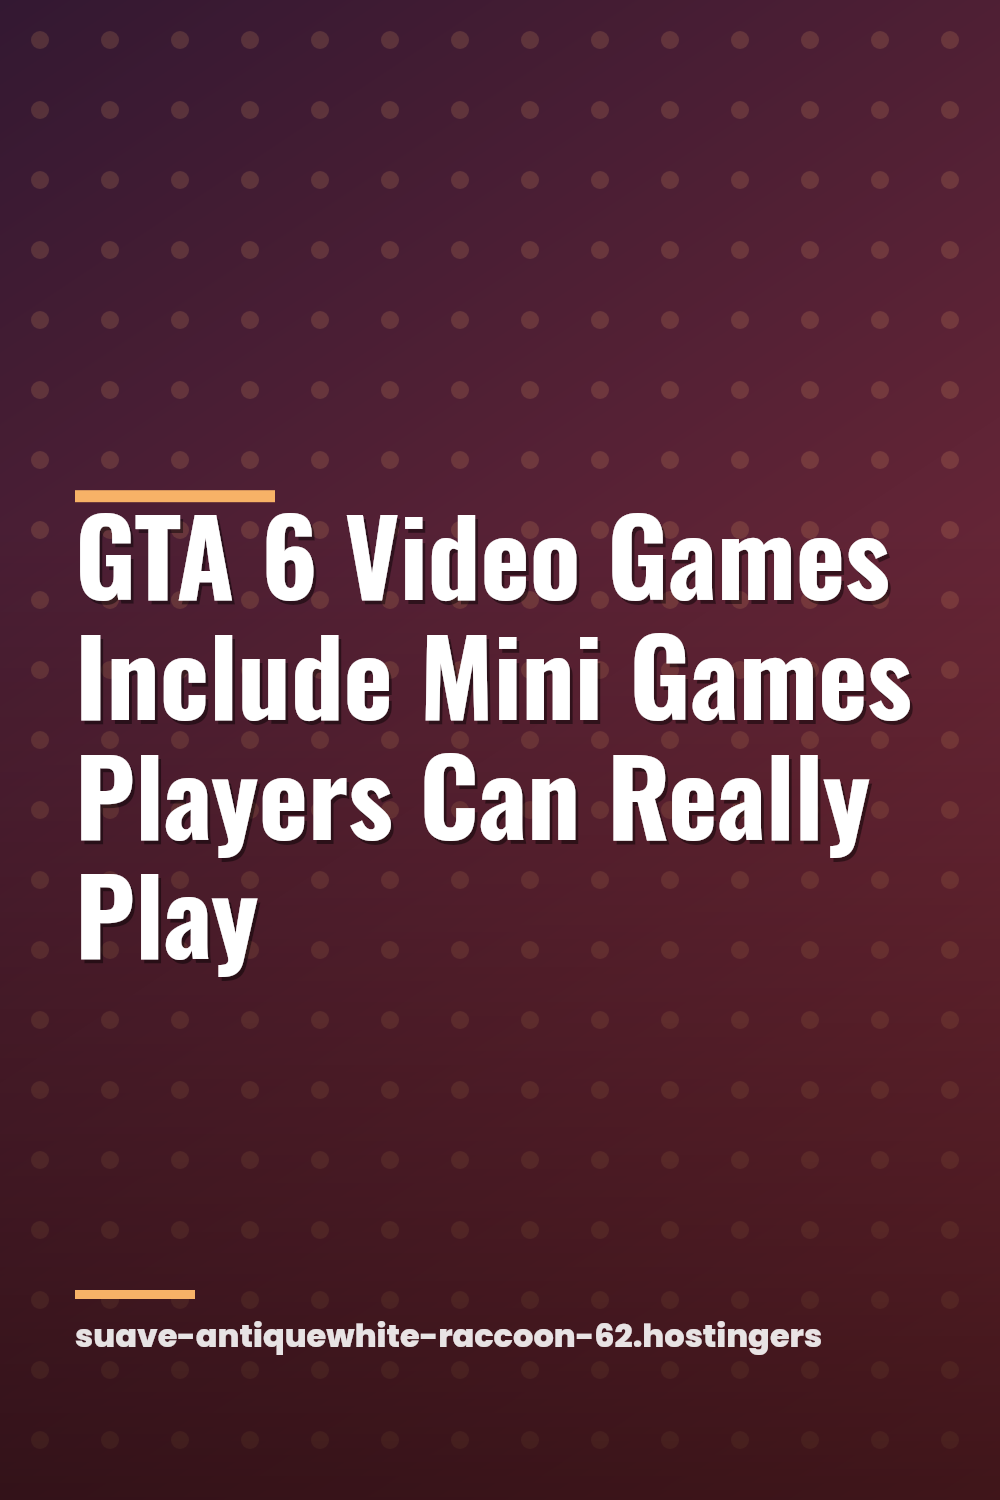 GTA 6 Video Games
Include Mini Games
Players Can Really
Play
suave-antiquewhite-raccoon-62.hostingers